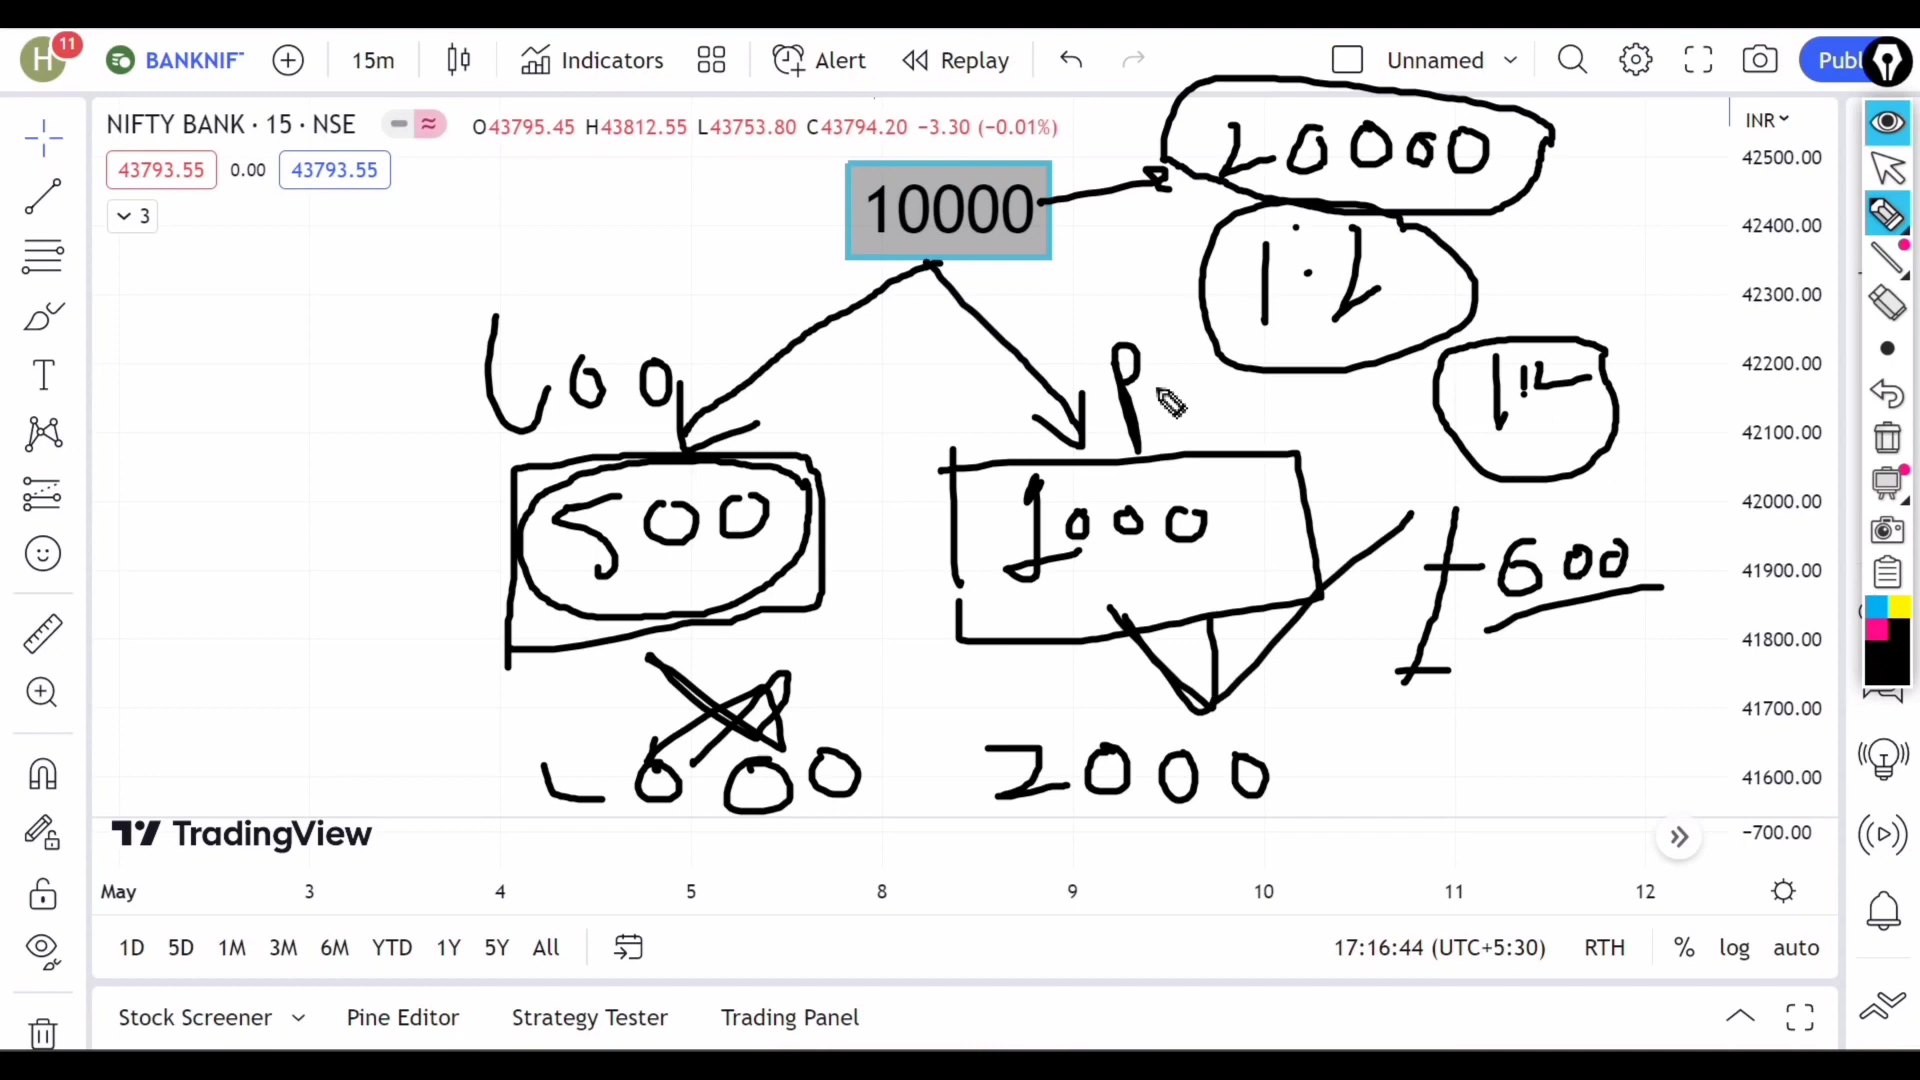 H 11 BANKNIF 15m Indicators Alert Replay Unnamed Publ
NIFTY BANK · 15 · NSE O43795.45 H43812.55 L43753.80 C43794.20 −3.30 (−0.01%) INR
43793.55 0.00 43793.55
3
10000
20000
1:2
1:2
P
500
1000
+600
2000
42500.00
42400.00
42300.00
42200.00
42100.00
42000.00
41900.00
41800.00
41700.00
41600.00
−700.00
TradingView
May 3 4 5 8 9 10 11 12
1D 5D 1M 3M 6M YTD 1Y 5Y All 17:16:44 (UTC+5:30) RTH % log auto
Stock Screener Pine Editor Strategy Tester Trading Panel